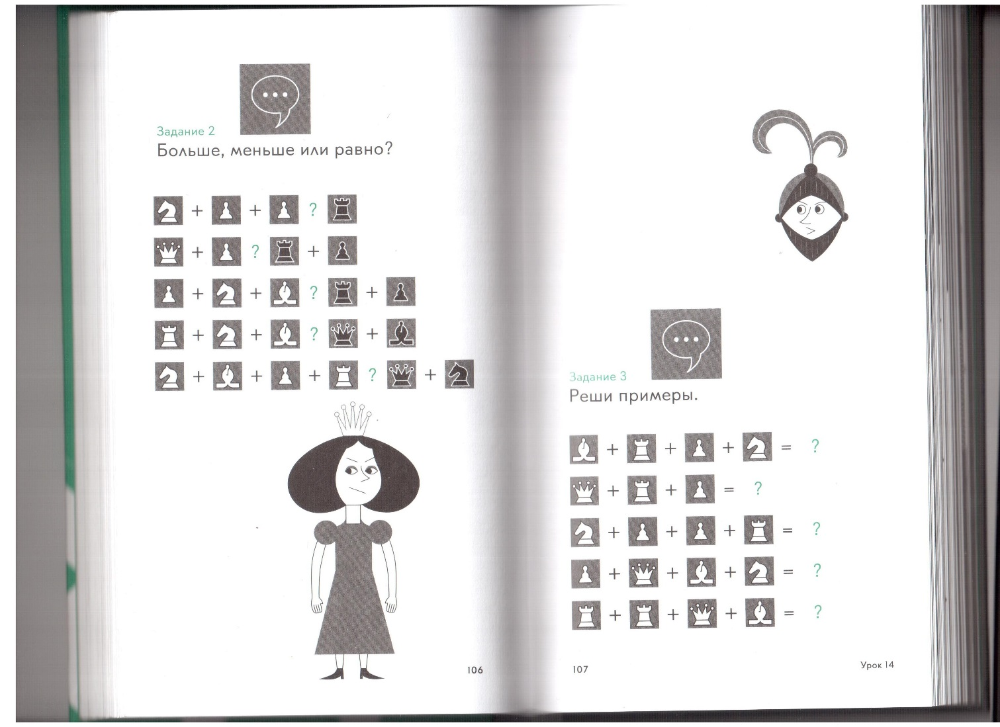 Задание 2
Больше, меньше или равно?
+ + ?
+ ? +
+ + ? +
+ + ? +
+ + + ? +
106
Задание 3
Реши примеры.
+ + + = ?
+ + = ?
+ + + = ?
+ + + = ?
+ + + = ?
107
Урок 14